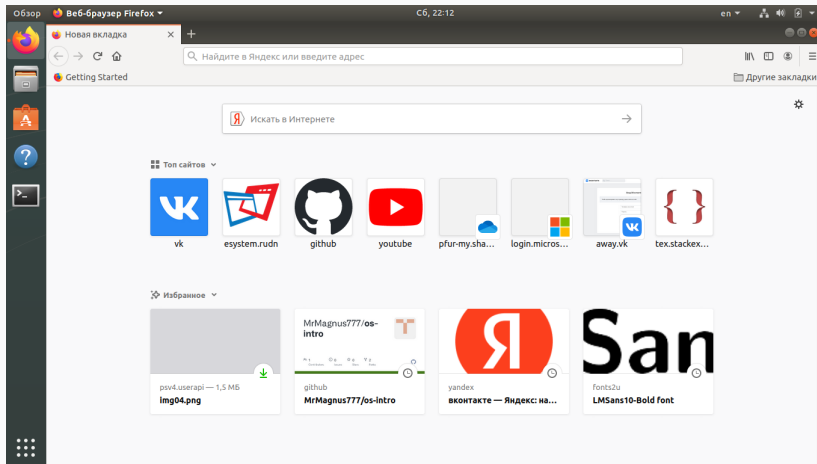 Обзор Веб-браузер Firefox Сб, 22:12 en
Новая вкладка
Найдите в Яндекс или введите адрес
Getting Started Другие закладки
Я Искать в Интернете
Топ сайтов
vk esystem.rudn github youtube pfur-my.sha... login.micros... away.vk tex.stackex...
Избранное
MrMagnus777/os-
intro
Я
San
psv4.userapi — 1,5 МБ github yandex fonts2u
img04.png MrMagnus777/os-intro вконтакте — Яндекс: на... LMSans10-Bold font